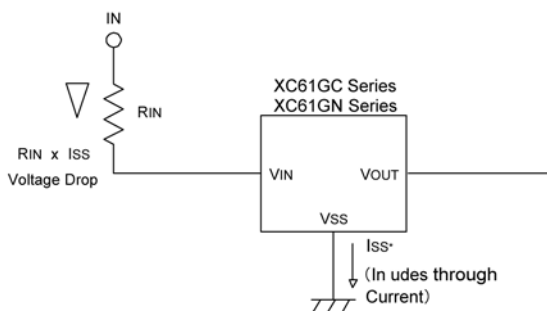 IN
RIN
RIN x ISS
Voltage Drop
XC61GC Series
XC61GN Series
VIN
VOUT
VSS
ISS*
(In udes through
Current)